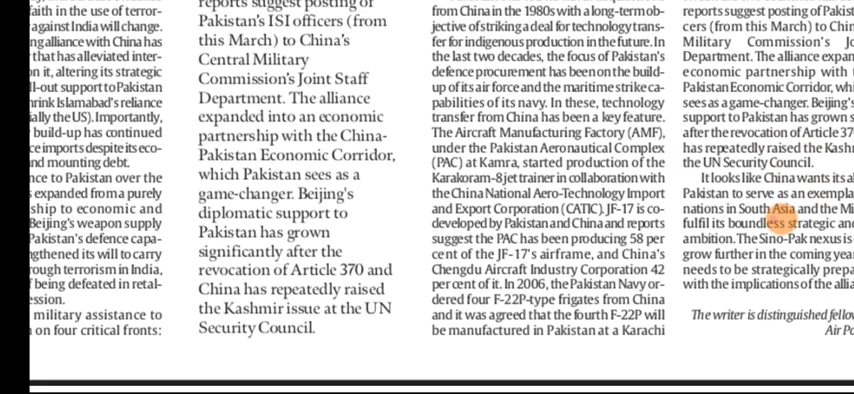 faith in the use of terror-
against India will change.
ng alliance with China has
that has alleviated inter-
on it, altering its strategic
ll-out support to Pakistan
hrink Islamabad's reliance
ially the US). Importantly,
build-up has continued
ce imports despite its eco-
nd mounting debt.
nce to Pakistan over the
expanded from a purely
ship to economic and
Beijing's weapon supply
Pakistan's defence capa-
ngthened its will to carry
rough terrorism in India,
f being defeated in retal-
ession.
military assistance to
on four critical fronts:
reports suggest posting of
Pakistan's ISI officers (from
this March) to China's
Central Military
Commission's Joint Staff
Department. The alliance
expanded into an economic
partnership with the China-
Pakistan Economic Corridor,
which Pakistan sees as a
game-changer. Beijing's
diplomatic support to
Pakistan has grown
significantly after the
revocation of Article 370 and
China has repeatedly raised
the Kashmir issue at the UN
Security Council.
from China in the 1980s with a long-term ob-
jective of striking a deal for technology trans-
fer for indigenous production in the future. In
the last two decades, the focus of Pakistan's
defence procurement has been on the build-
up of its air force and the maritime strike ca-
pabilities of its navy. In these, technology
transfer from China has been a key feature.
The Aircraft Manufacturing Factory (AMF),
under the Pakistan Aeronautical Complex
(PAC) at Kamra, started production of the
Karakoram-8 jet trainer in collaboration with
the China National Aero-Technology Import
and Export Corporation (CATIC). JF-17 is co-
developed by Pakistan and China and reports
suggest the PAC has been producing 58 per
cent of the JF-17's airframe, and China's
Chengdu Aircraft Industry Corporation 42
per cent of it. In 2006, the Pakistan Navy or-
dered four F-22P-type frigates from China
and it was agreed that the fourth F-22P will
be manufactured in Pakistan at a Karachi
reports suggest posting of Pakist
cers (from this March) to Chin
Military Commission's Jo
Department. The alliance expan
economic partnership with
Pakistan Economic Corridor, whi
sees as a game-changer. Beijing's
support to Pakistan has grown s
after the revocation of Article 37
has repeatedly raised the Kashr
the UN Security Council.
It looks like China wants its al
Pakistan to serve as an exempla
nations in South Asia and the Mi
fulfil its boundless strategic and
ambition. The Sino-Pak nexus is
grow further in the coming year
needs to be strategically prepa
with the implications of the allia
The writer is distinguished fellow
Air Po